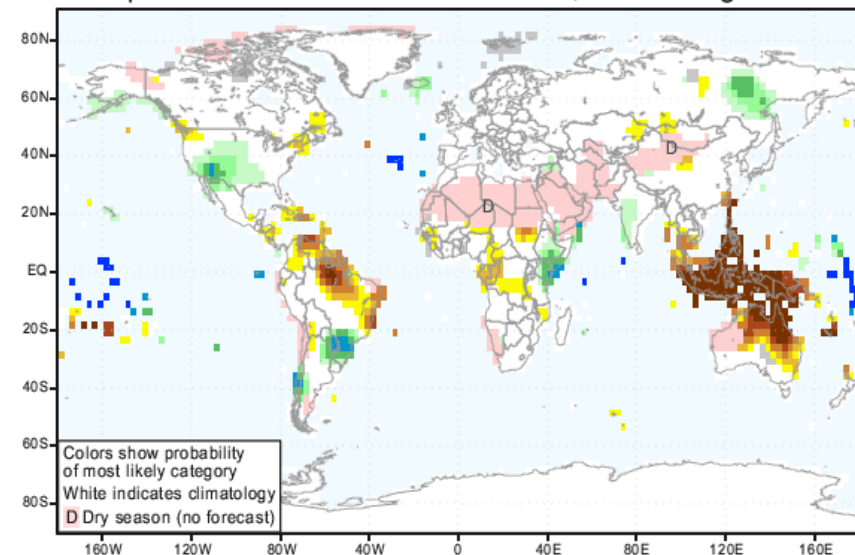 80N
60N
40N
20N
EQ
20S
40S
60S
80S
D
D
Colors show probability
of most likely category
White indicates climatology
D Dry season (no forecast)
160W 120W 80W 40W 0 40E 80E 120E 160E